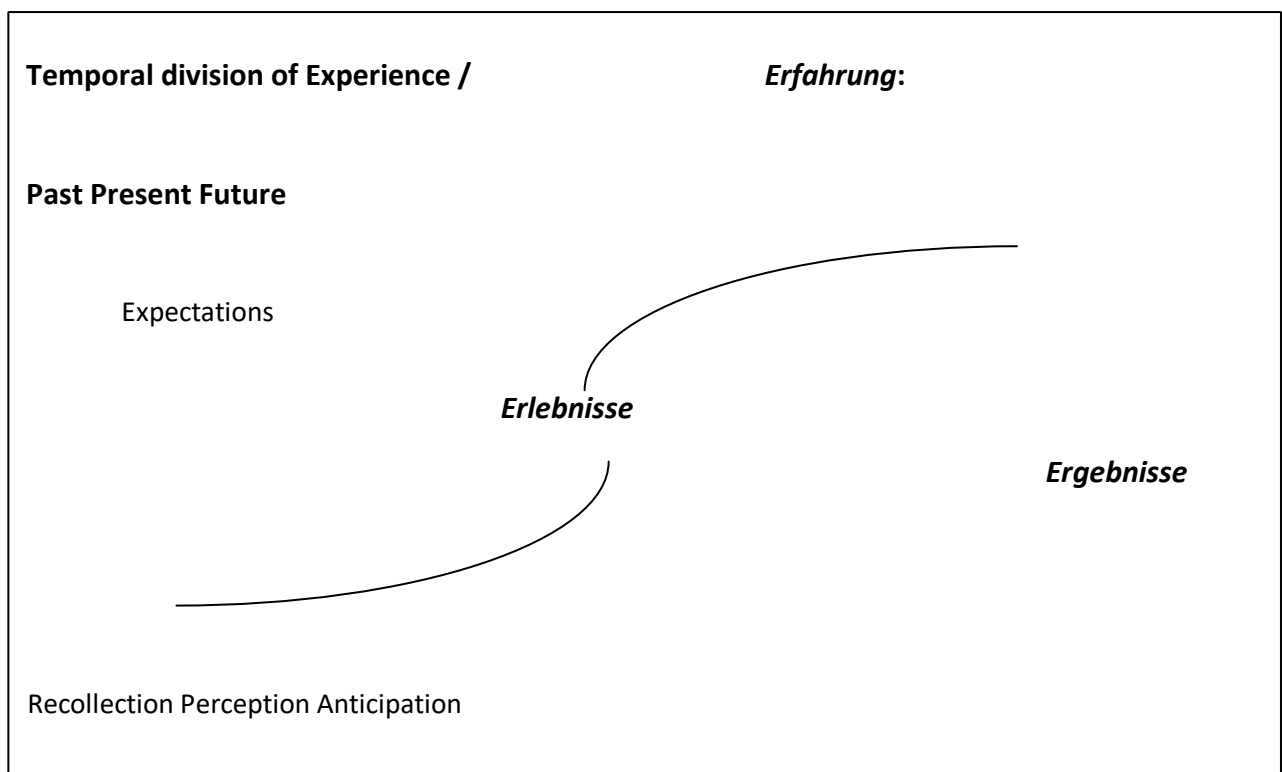 Temporal division of Experience / Erfahrung:
Past Present Future
Expectations
Erlebnisse
Ergebnisse
Recollection Perception Anticipation